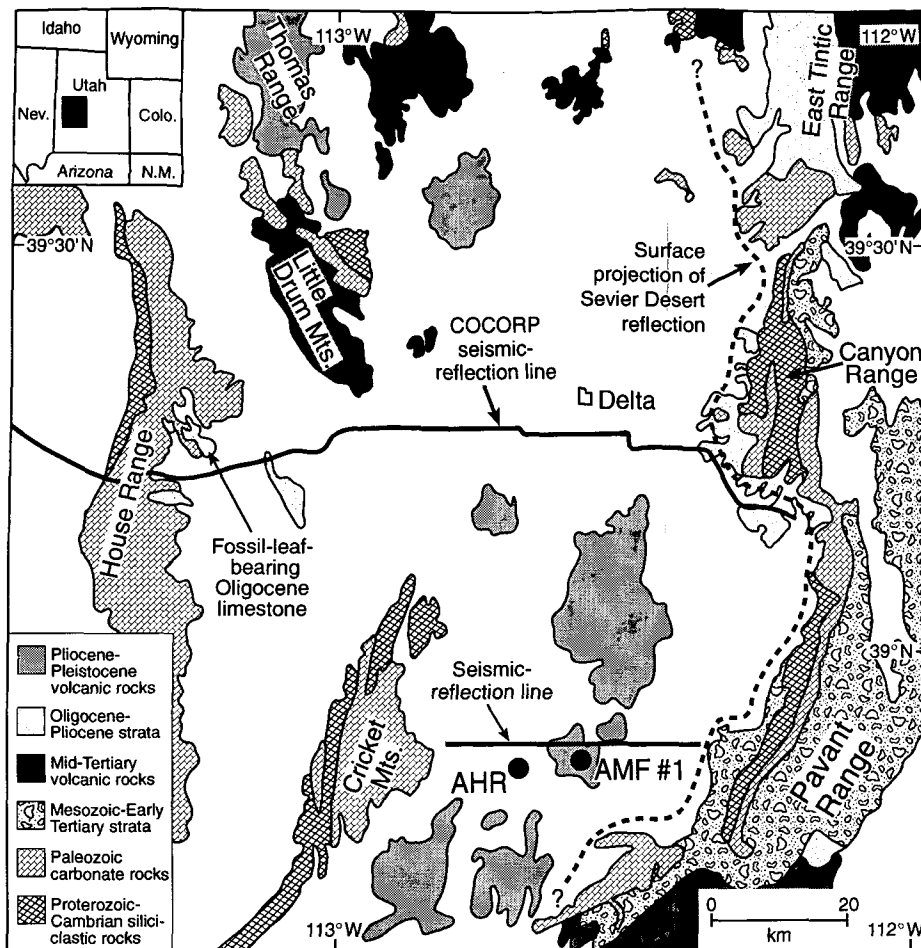 Idaho
Wyoming
Utah
Nev.
Colo.
Arizona
N.M.
113°
112° W
Thomas
Range
East Tintic
Range
?
39°30' N
39°30' N
Surface
projection of
Sevier Desert
reflection
Little
Drum Mts.
COCORP
seismic-
reflection line
Delta
Canyon
Range
House Range
Fossil-leaf-
bearing
Oligocene
limestone
39° N
Seismic-
reflection line
Cricket
Mts.
AHR
AMF #1
Pavant
Range
?
Pliocene-
Pleistocene
volcanic rocks
Oligocene-
Pliocene strata
Mid-Tertiary
volcanic rocks
Mesozoic-Early
Tertiary strata
Paleozoic
carbonate rocks
Proterozoic-
Cambrian silici-
clastic rocks
0 20
km
113° W
112° W